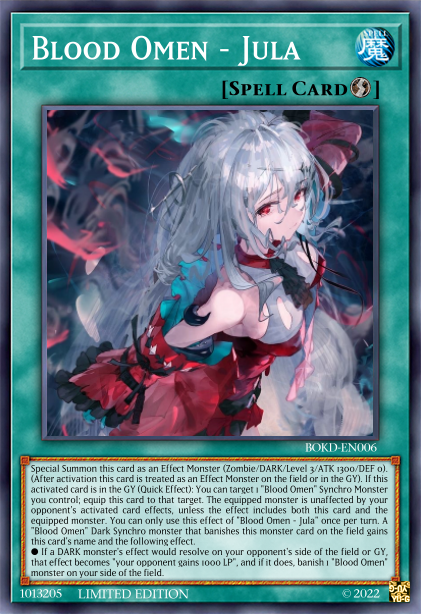 Blood Omen - Jula
SPELL
魔
[Spell Card]
BOKD-EN006
Special Summon this card as an Effect Monster (Zombie/DARK/Level 3/ATK 1300/DEF 0).
(After activation this card is treated as an Effect Monster on the field or in the GY). If this
activated card is in the GY (Quick Effect): You can target 1 "Blood Omen" Synchro Monster
you control; equip this card to that target. The equipped monster is unaffected by your
opponent's activated card effects, unless the effect includes both this card and the
equipped monster. You can only use this effect of "Blood Omen - Jula" once per turn. A
"Blood Omen" Dark Synchro monster that banishes this monster card on the field gains
this card's name and the following effect.
● If a DARK monster's effect would resolve on your opponent's side of the field or GY,
that effect becomes "your opponent gains 1000 LP", and if it does, banish 1 "Blood Omen"
monster on your side of the field.
1013205 LIMITED EDITION © 2022